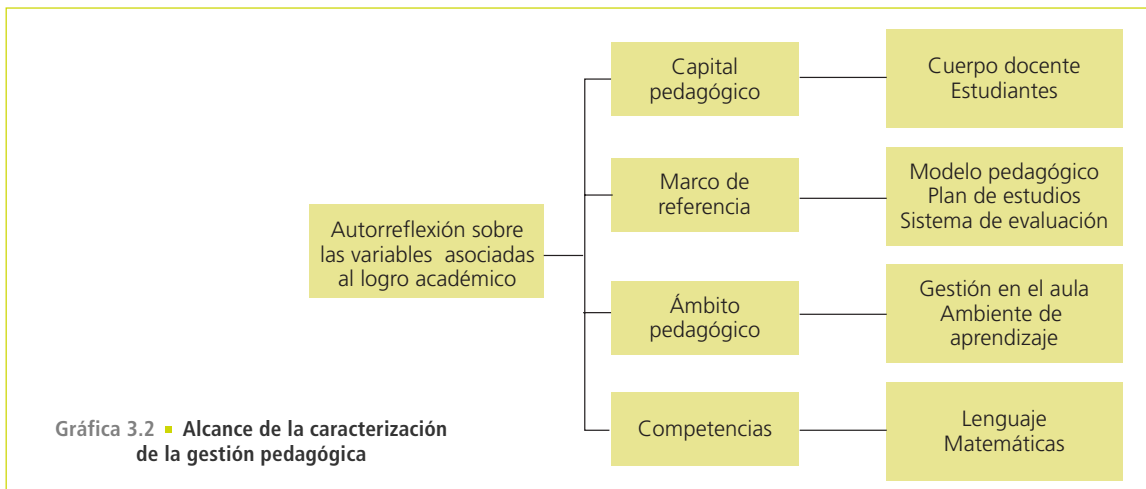 Capital
pedagógico
Cuerpo docente
Estudiantes
Marco de
referencia
Modelo pedagógico
Plan de estudios
Sistema de evaluación
Autorreflexión sobre
las variables asociadas
al logro académico
Ámbito
pedagógico
Gestión en el aula
Ambiente de
aprendizaje
Competencias
Lenguaje
Matemáticas
Gráfica 3.2 ▪ Alcance de la caracterización
de la gestión pedagógica